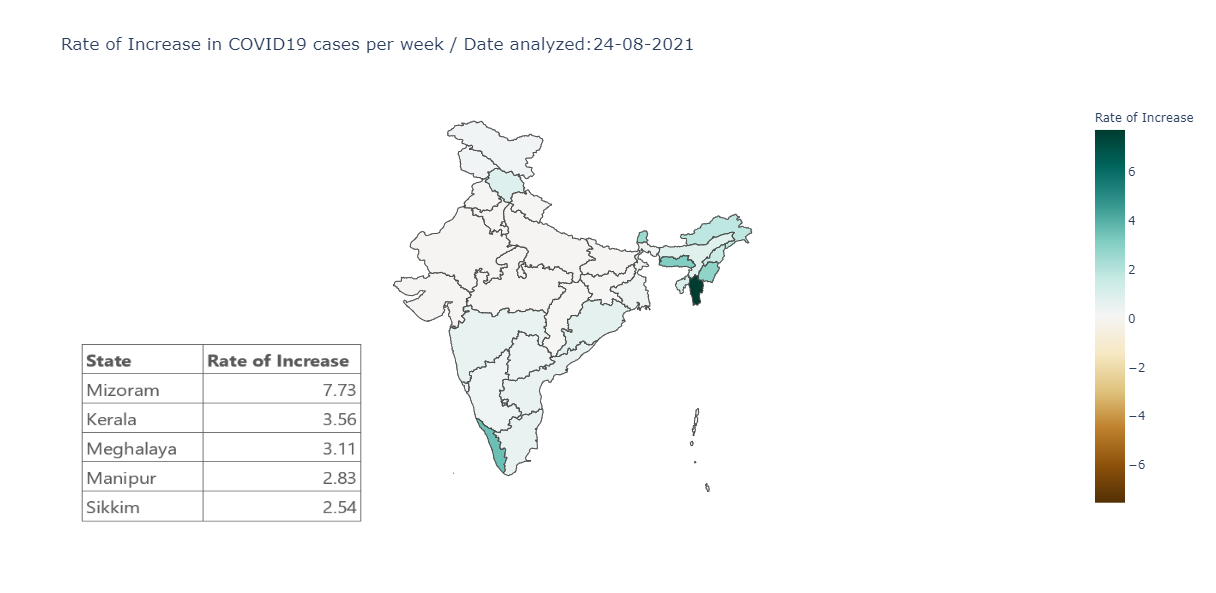 Rate of Increase in COVID19 cases per week / Date analyzed:24-08-2021
Rate of Increase
6
4
2
0
−2
−4
−6
State Rate of Increase
Mizoram 7.73
Kerala 3.56
Meghalaya 3.11
Manipur 2.83
Sikkim 2.54